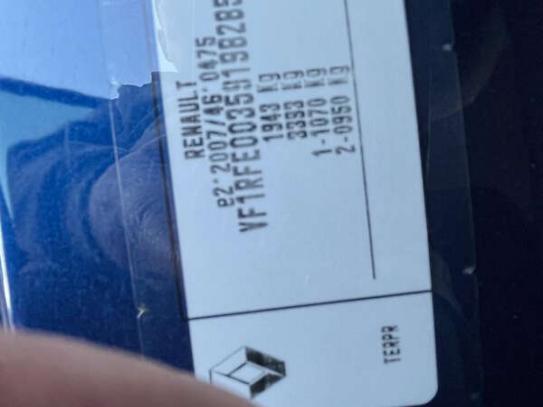 RENAULT
e2*2007/46*0475
VF1RFE00359198285
1943 Kg
3393 Kg
1-1070 Kg
2-0950 Kg
TERPR